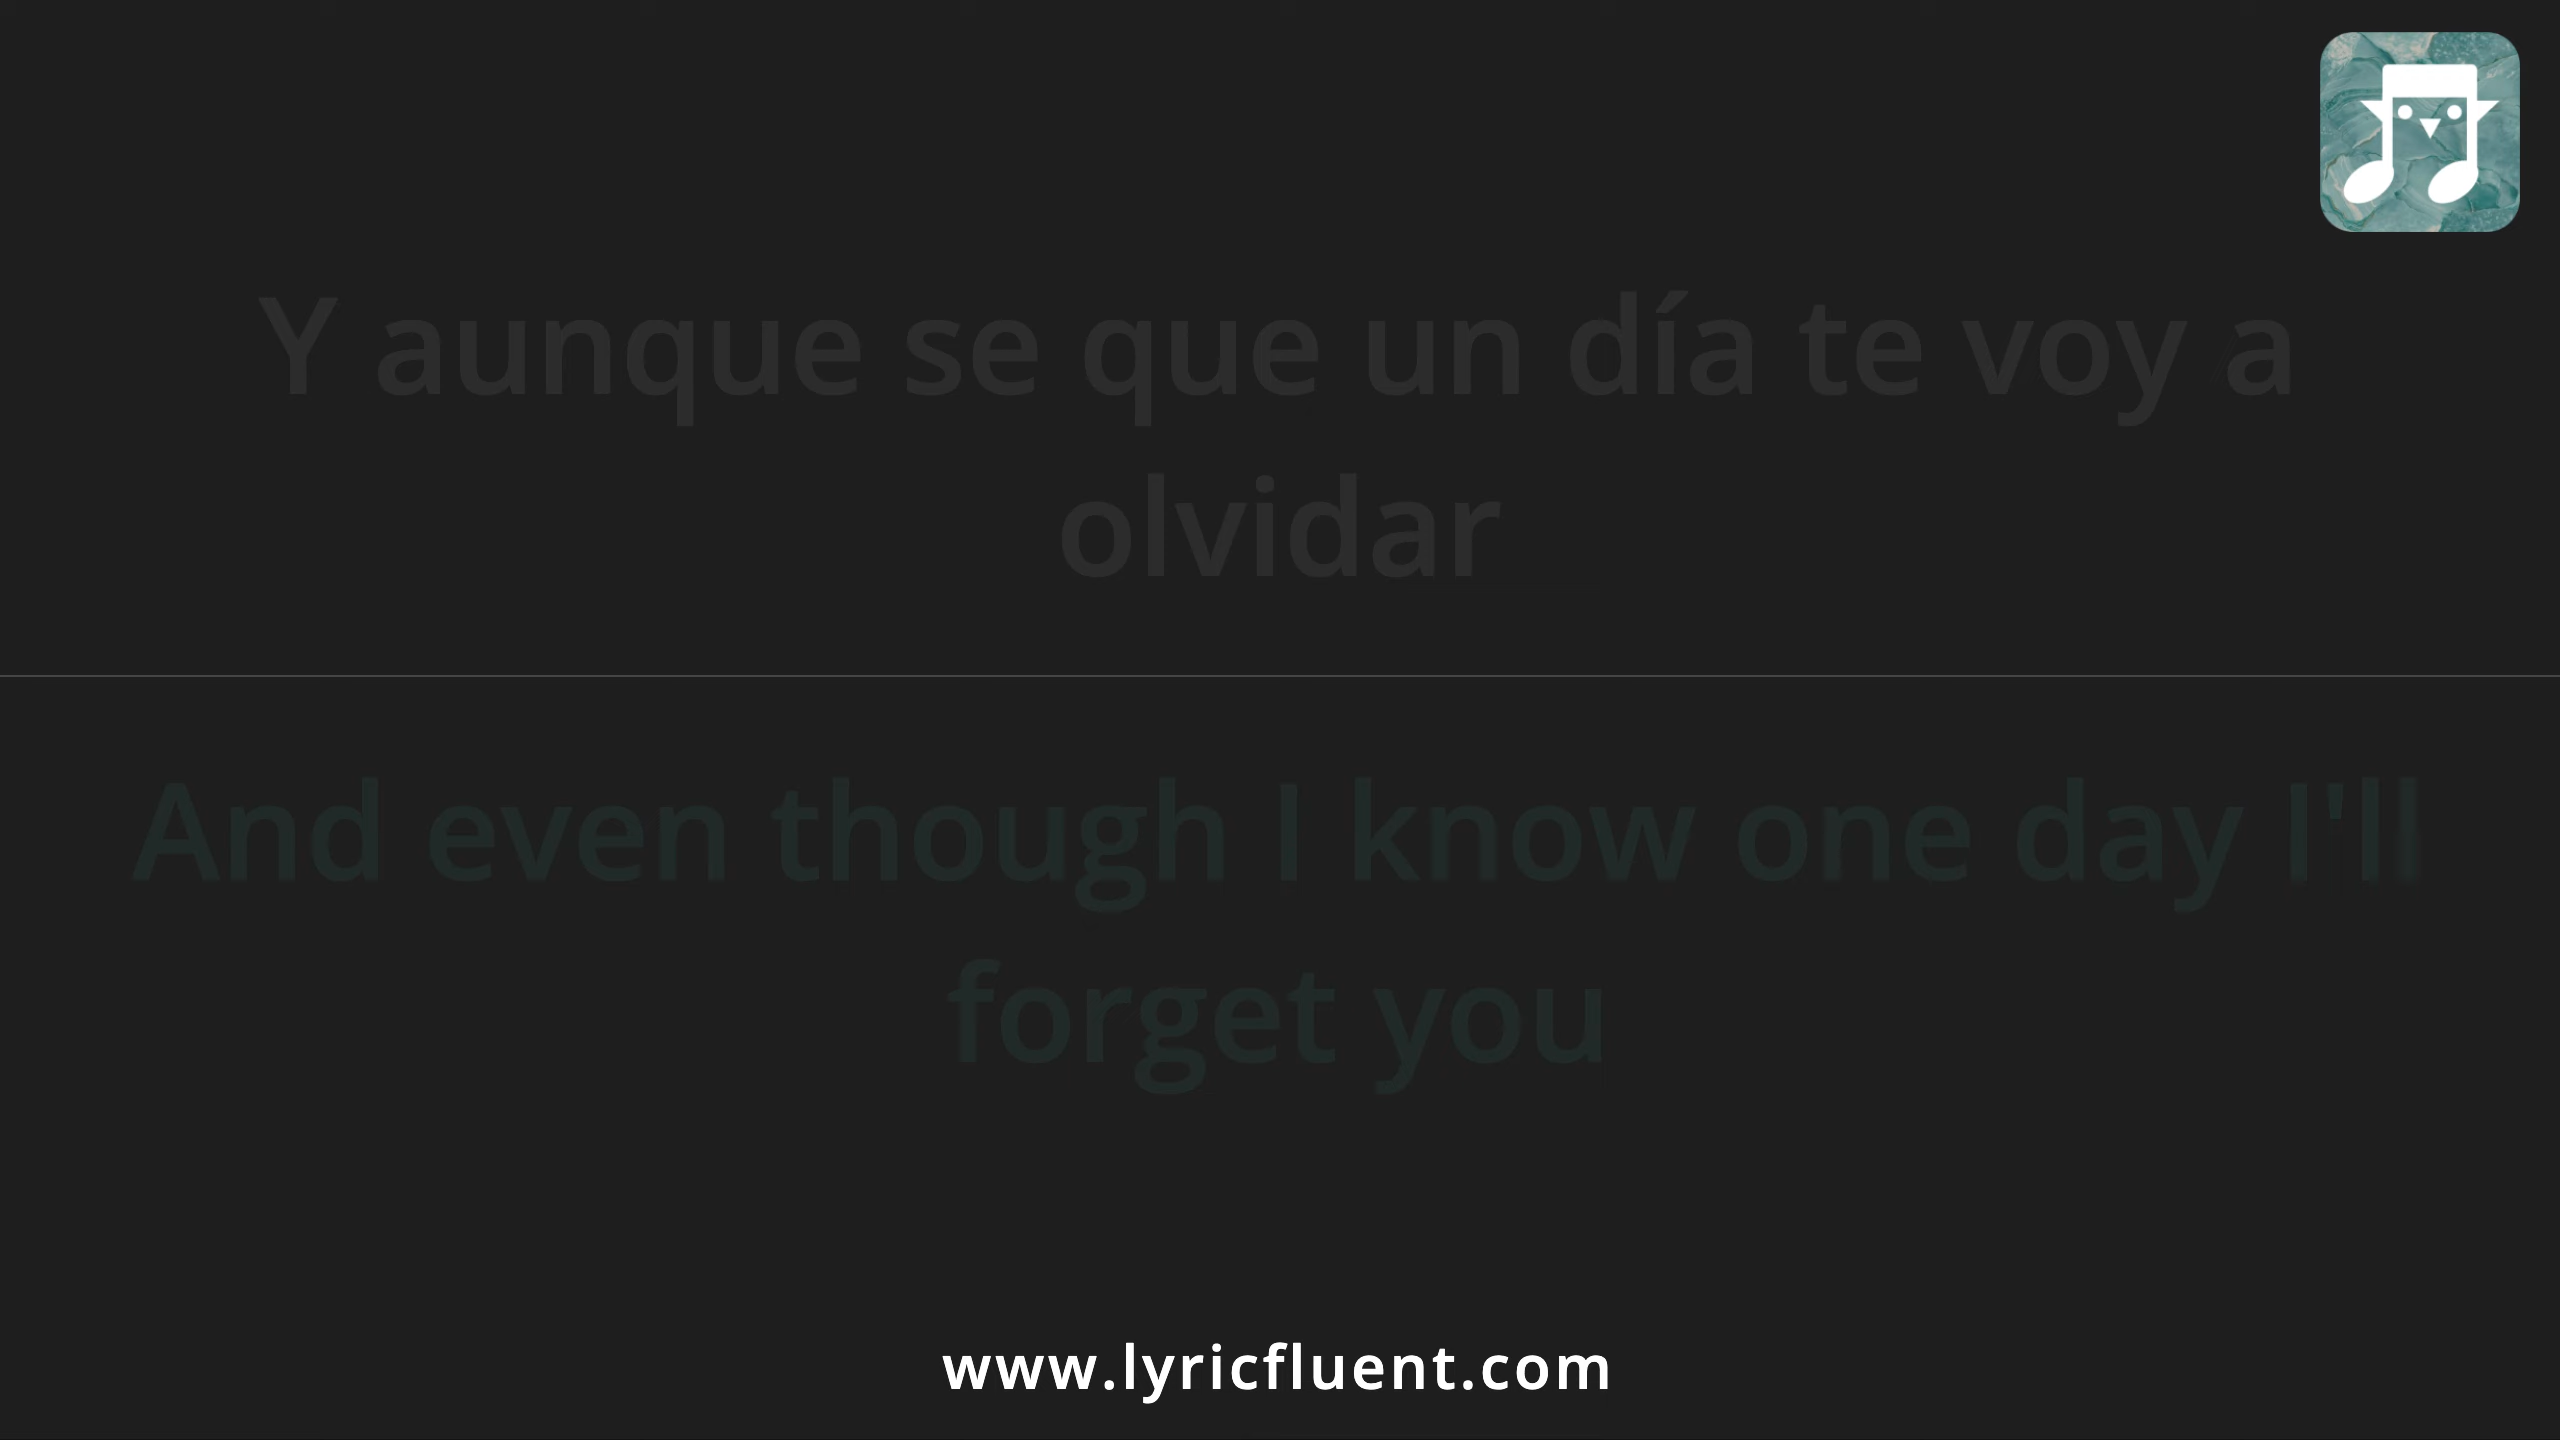 Y aunque se que un día te voy a
olvidar
And even though I know one day I'll
forget you
www.lyricfluent.com